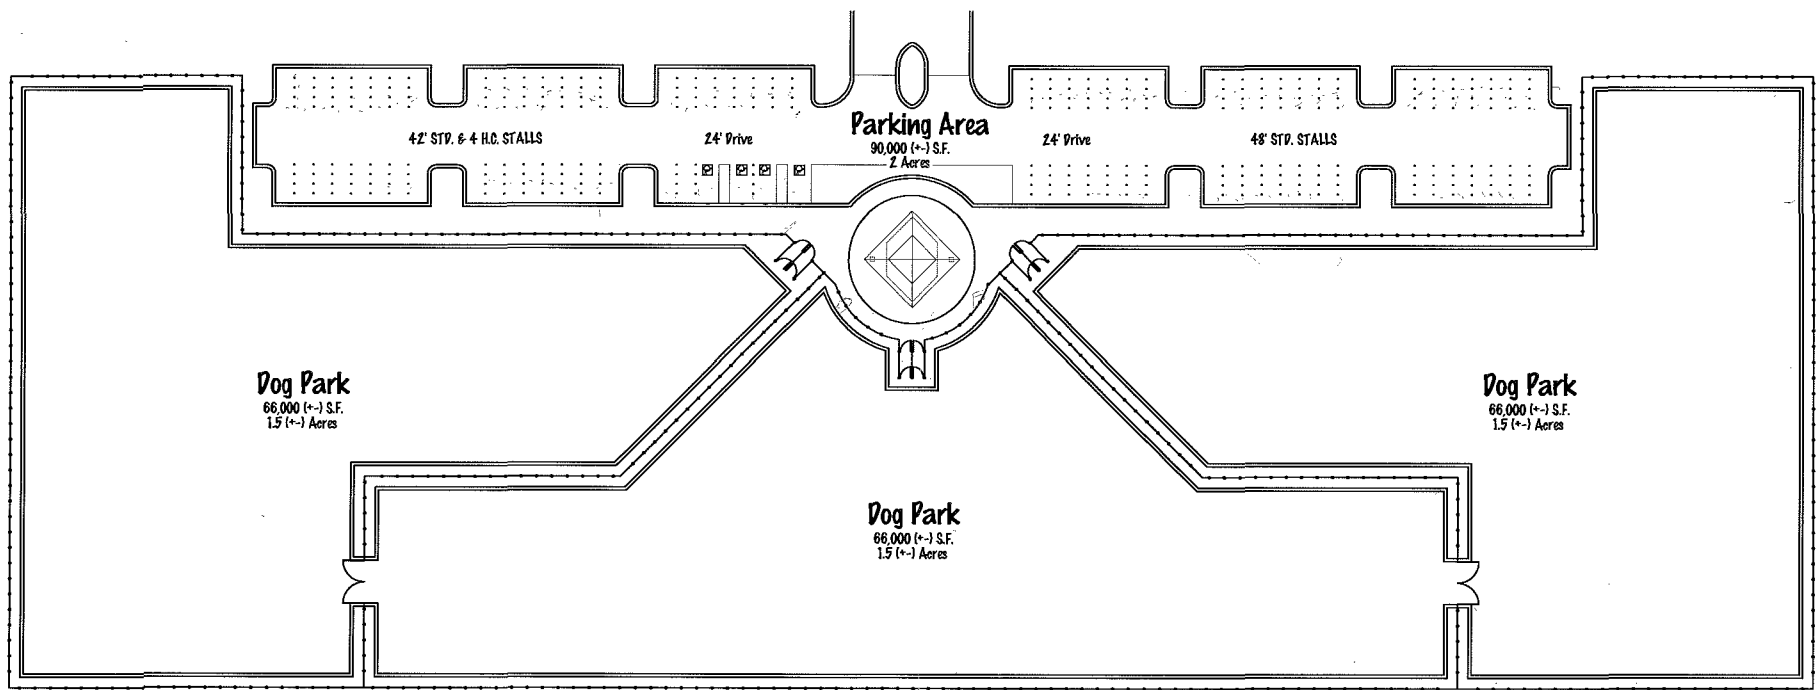 Parking Area
90,000 (+-) S.F.
2 Acres
42' STD. & 4 H.C. STALLS
24' Drive
24' Drive
48' STD. STALLS
Dog Park
66,000 (+-) S.F.
1.5 (+-) Acres
Dog Park
66,000 (+-) S.F.
1.5 (+-) Acres
Dog Park
66,000 (+-) S.F.
1.5 (+-) Acres